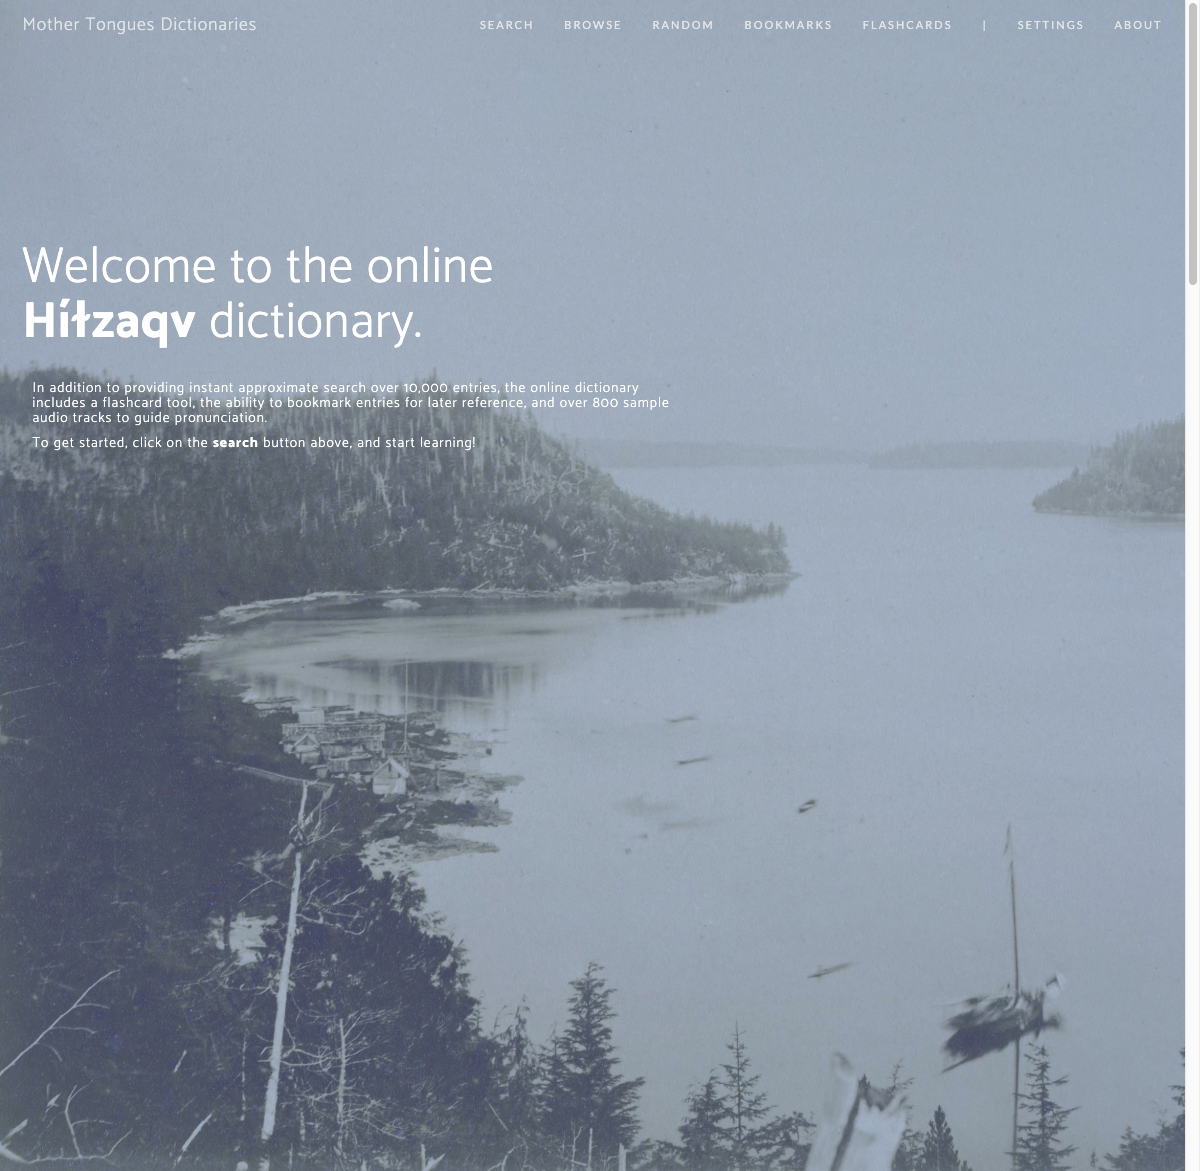 Mother Tongues Dictionaries
SEARCH BROWSE RANDOM BOOKMARKS FLASHCARDS | SETTINGS ABOUT
Welcome to the online
Híɫzaqv dictionary.
In addition to providing instant approximate search over 10,000 entries, the online dictionary
includes a flashcard tool, the ability to bookmark entries for later reference, and over 800 sample
audio tracks to guide pronunciation.
To get started, click on the search button above, and start learning!